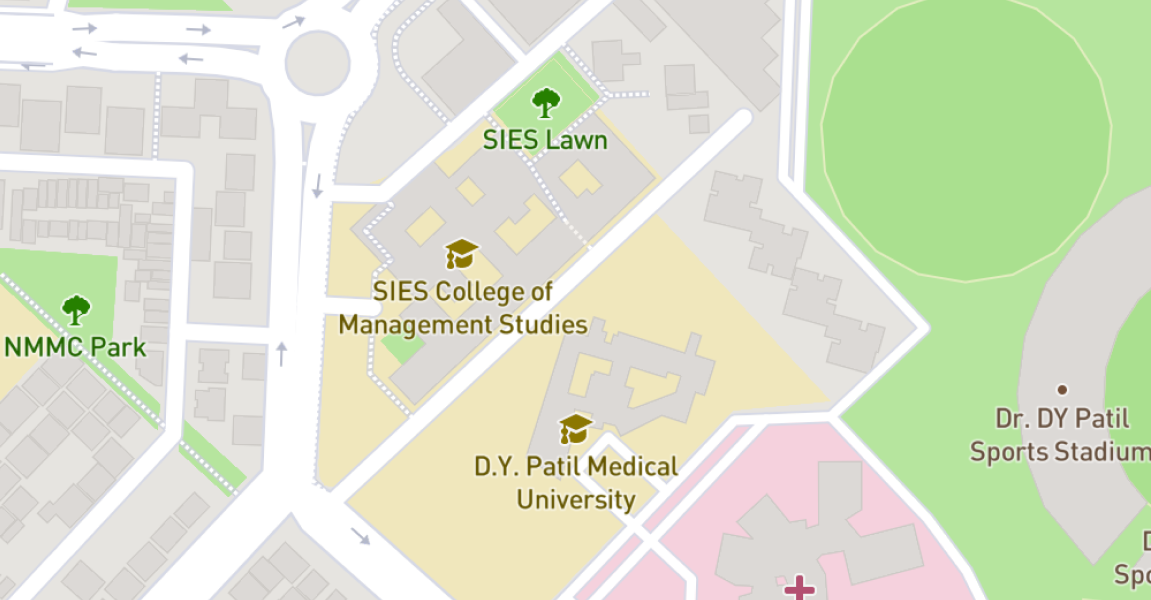 SIES Lawn
SIES College of
Management Studies
NMMC Park
Dr. DY Patil
Sports Stadium
D.Y. Patil Medical
University